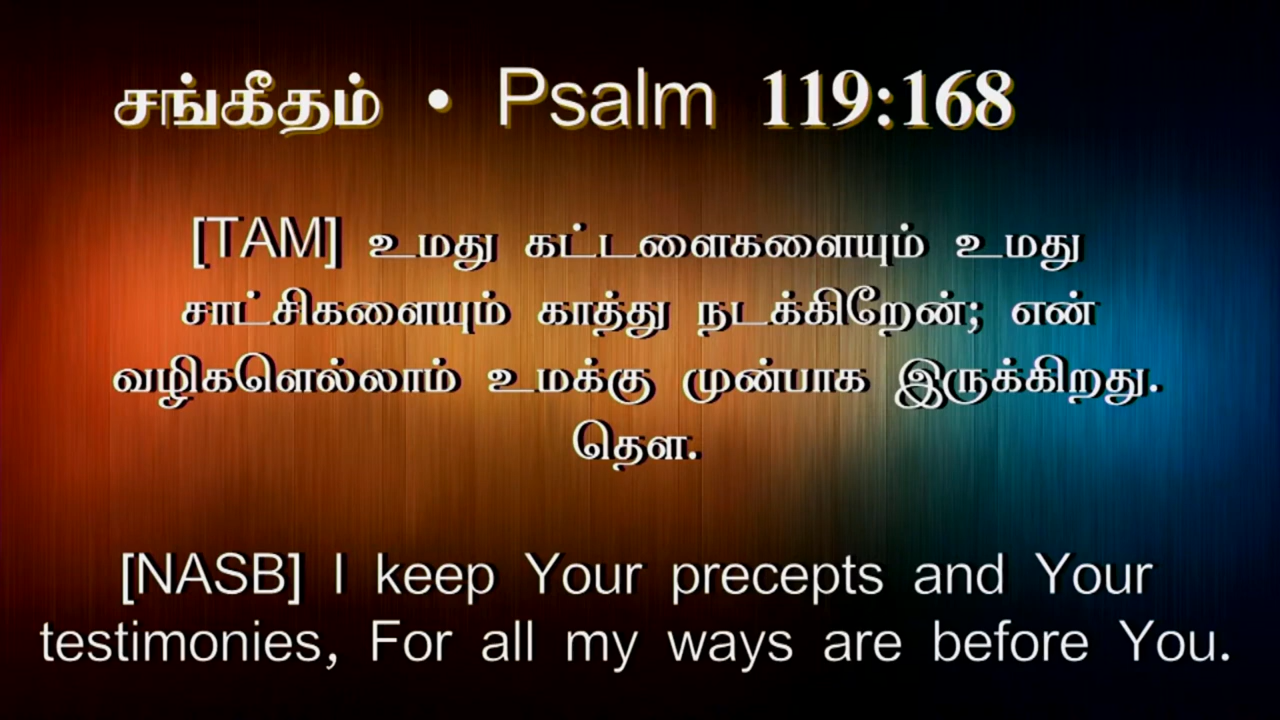 சங்கீதம் • Psalm 119:168
[TAM] உமது கட்டளைகளையும் உமது
சாட்சிகளையும் காத்து நடக்கிறேன்; என்
வழிகளெல்லாம் உமக்கு முன்பாக இருக்கிறது.
தௌ.
[NASB] I keep Your precepts and Your
testimonies, For all my ways are before You.